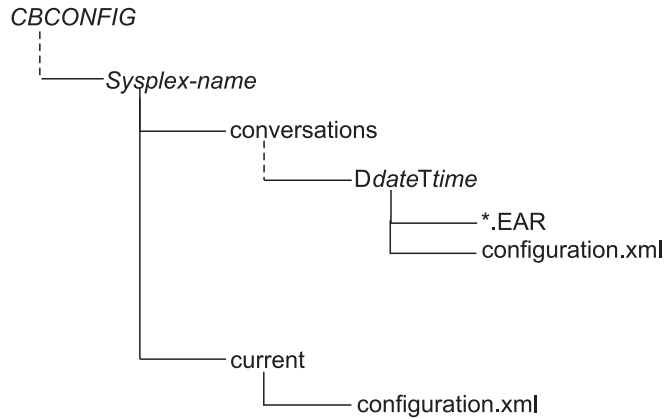 CBCONFIG
Sysplex-name
conversations
DdateTtime
*.EAR
configuration.xml
current
configuration.xml